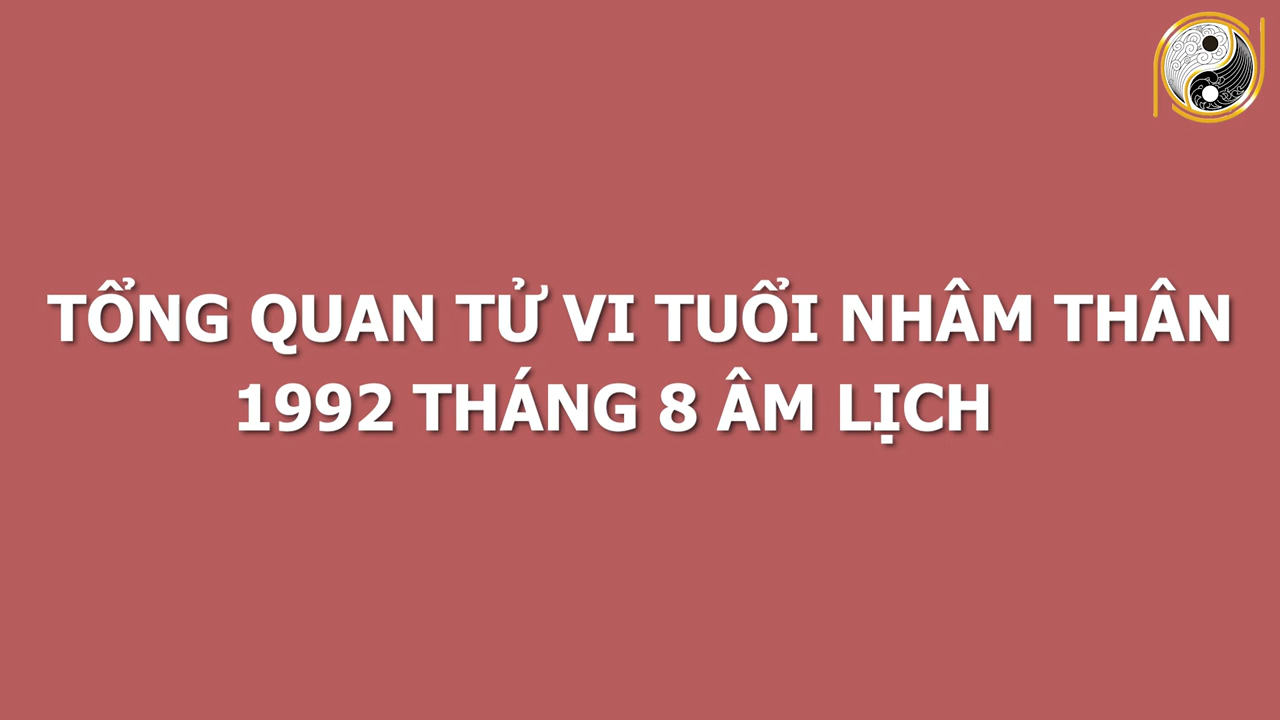 TỔNG QUAN TỬ VI TUỔI NHÂM THÂN
1992 THÁNG 8 ÂM LỊCH